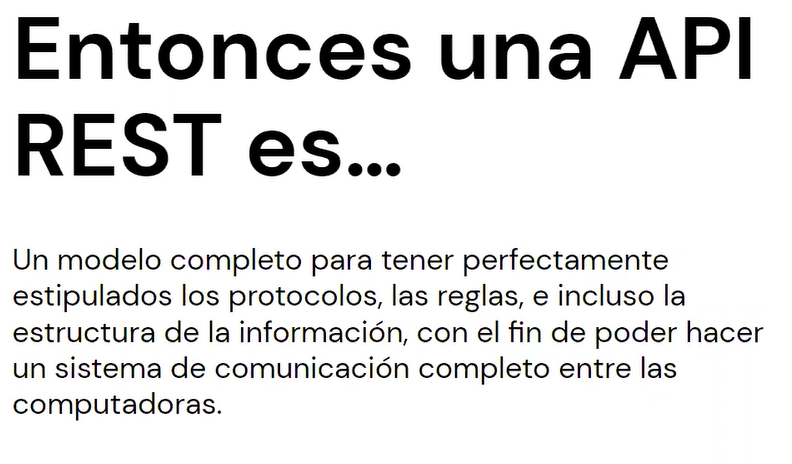 Entonces una API
REST es...
Un modelo completo para tener perfectamente
estipulados los protocolos, las reglas, e incluso la
estructura de la información, con el fin de poder hacer
un sistema de comunicación completo entre las
computadoras.